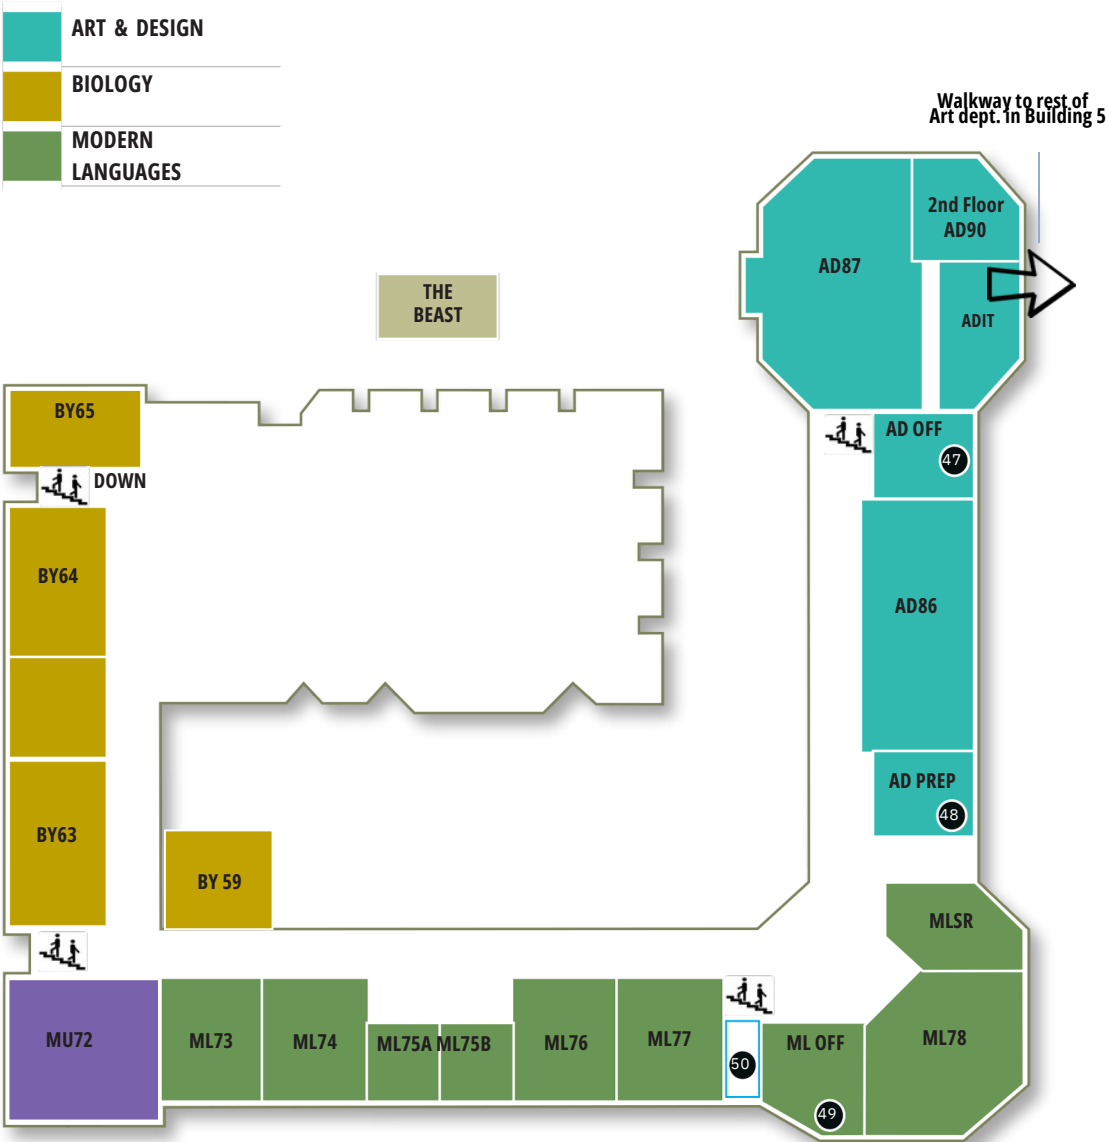 ART & DESIGN
BIOLOGY
MODERN
LANGUAGES
Walkway to rest of
Art dept. in Building 5
2nd Floor
AD90
AD87
THE
BEAST
ADIT
BY65
AD OFF
47
DOWN
BY64
AD86
AD PREP
48
BY63
BY 59
MLSR
MU72
ML73
ML74
ML75A ML75B
ML76
ML77
ML OFF
ML78
50
49